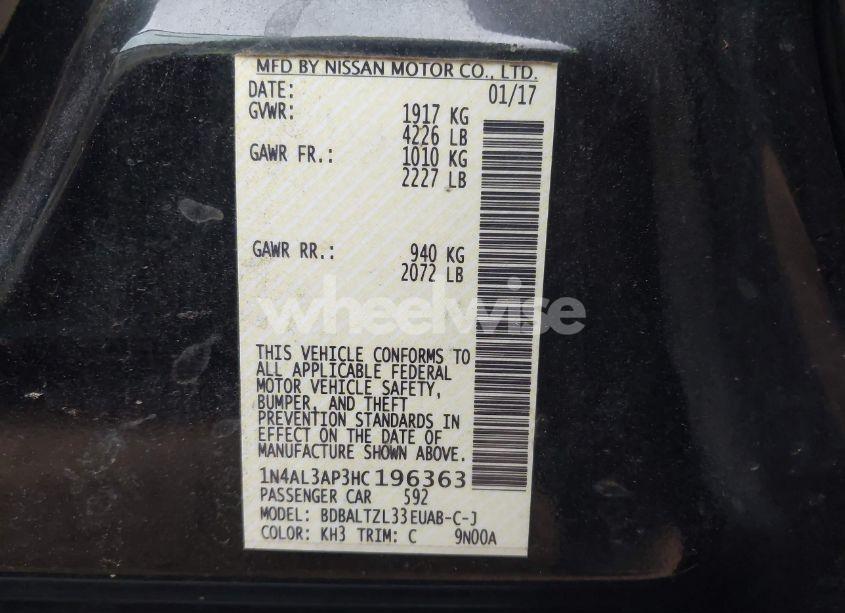 MFD BY NISSAN MOTOR CO., LTD.
DATE: 01/17
GVWR: 1917 KG
4226 LB
GAWR FR.: 1010 KG
2227 LB
GAWR RR.: 940 KG
2072 LB
wheelwise
THIS VEHICLE CONFORMS TO
ALL APPLICABLE FEDERAL
MOTOR VEHICLE SAFETY,
BUMPER, AND THEFT
PREVENTION STANDARDS IN
EFFECT ON THE DATE OF
MANUFACTURE SHOWN ABOVE.
1N4AL3AP3HC196363
PASSENGER CAR 592
MODEL: BDBALTZL33EUAB-C-J
COLOR: KH3 TRIM: C 9N00A